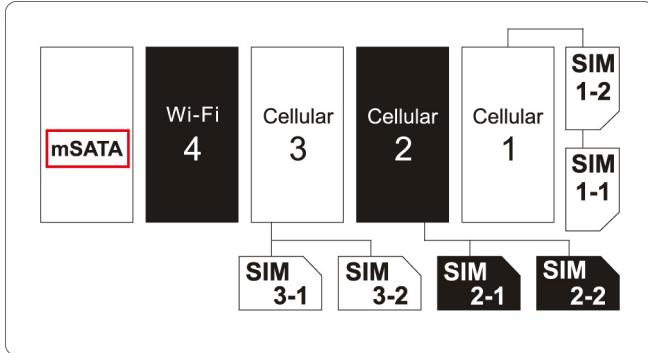 mSATA
Wi-Fi
4
Cellular
3
Cellular
2
Cellular
1
SIM
1-2
SIM
1-1
SIM
3-1
SIM
3-2
SIM
2-1
SIM
2-2